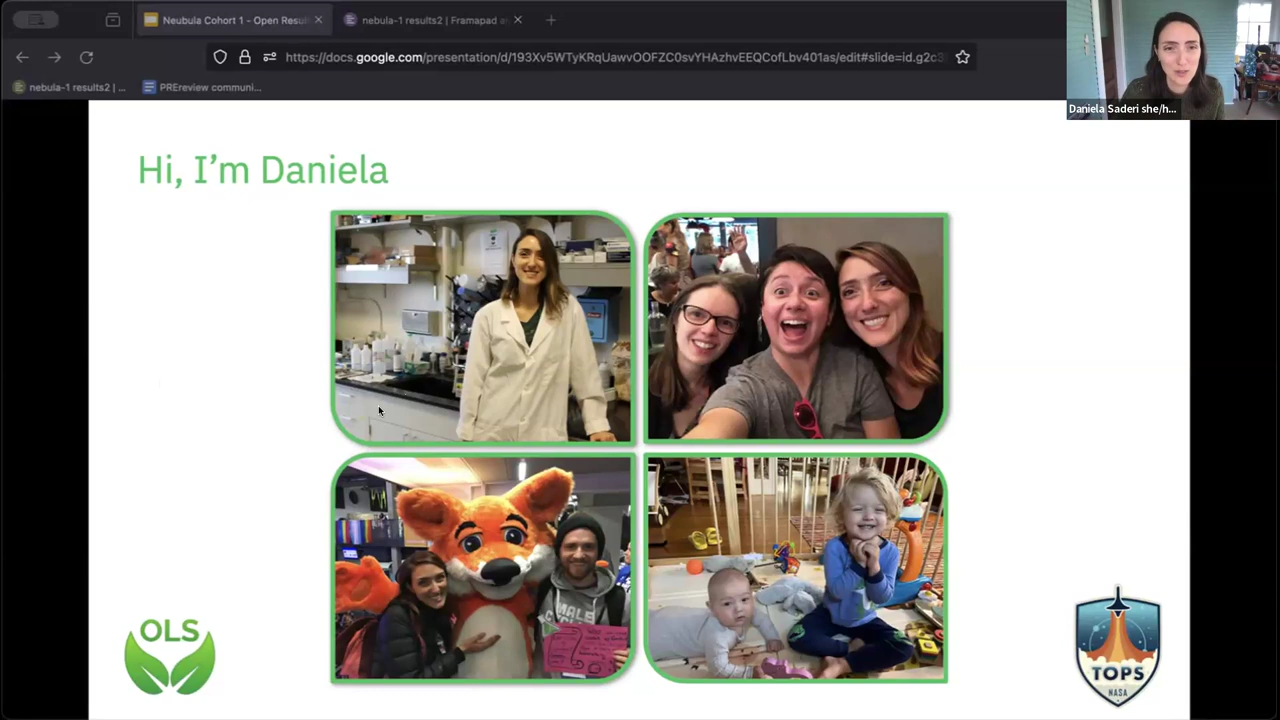 Neubula Cohort 1 - Open Resul
nebula-1 results2 | Framapad
https://docs.google.com/presentation/d/193Xv5WTyKRqUawvOOFZC0svYHAzhvEEQCofLbv401as/edit#slide=id.g2c3
nebula-1 results2 | ...
PREreview communi...
Daniela Saderi she/h...
Hi, I'm Daniela
OLS
TOPS
NASA